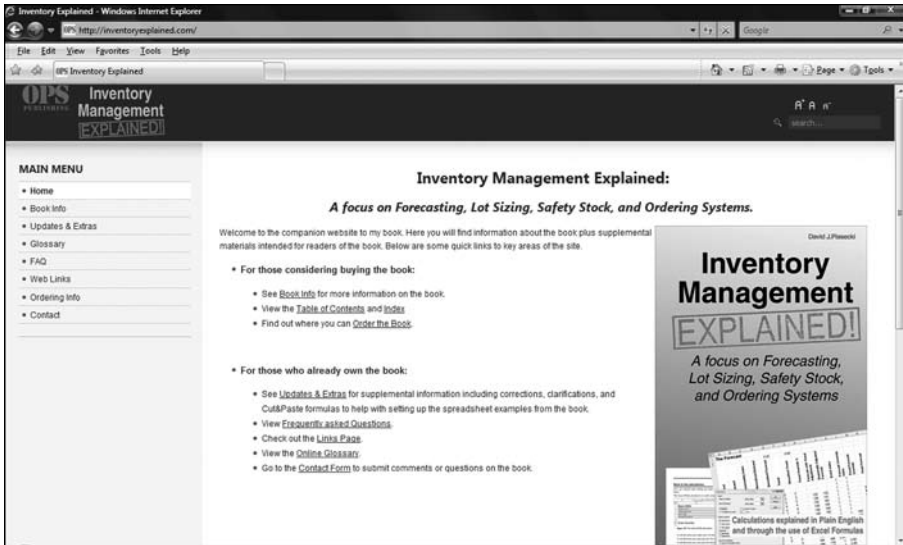 Inventory Explained - Windows Internet Explorer
OPS http://inventoryexplained.com/
Google
File Edit View Favorites Tools Help
OPS Inventory Explained
Page Tools
OPS
PUBLISHING
Inventory
Management
EXPLAINED!
A+ A A-
search...
MAIN MENU
Home
Book Info
Updates & Extras
Glossary
FAQ
Web Links
Ordering Info
Contact
Inventory Management Explained:
A focus on Forecasting, Lot Sizing, Safety Stock, and Ordering Systems.
Welcome to the companion website to my book. Here you will find information about the book plus supplemental
materials intended for readers of the book. Below are some quick links to key areas of the site.
• For those considering buying the book:
• See Book Info for more information on the book.
• View the Table of Contents and Index
• Find out where you can Order the Book.
• For those who already own the book:
• See Updates & Extras for supplemental information including corrections, clarifications, and
Cut&Paste formulas to help with setting up the spreadsheet examples from the book.
• View Frequently asked Questions.
• Check out the Links Page.
• View the Online Glossary.
• Go to the Contact Form to submit comments or questions on the book.
David J.Piasecki
Inventory
Management
EXPLAINED!
A focus on Forecasting,
Lot Sizing, Safety Stock,
and Ordering Systems
The Forecast
Calculations explained in Plain English
and through the use of Excel Formulas